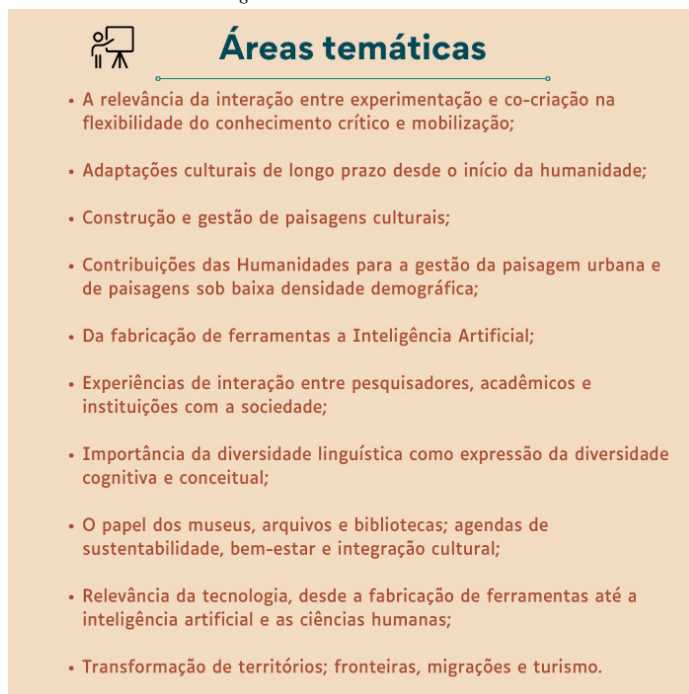 Áreas temáticas
• A relevância da interação entre experimentação e co-criação na
flexibilidade do conhecimento crítico e mobilização;
• Adaptações culturais de longo prazo desde o início da humanidade;
• Construção e gestão de paisagens culturais;
• Contribuições das Humanidades para a gestão da paisagem urbana e
de paisagens sob baixa densidade demográfica;
• Da fabricação de ferramentas a Inteligência Artificial;
• Experiências de interação entre pesquisadores, acadêmicos e
instituições com a sociedade;
• Importância da diversidade linguística como expressão da diversidade
cognitiva e conceitual;
• O papel dos museus, arquivos e bibliotecas; agendas de
sustentabilidade, bem-estar e integração cultural;
• Relevância da tecnologia, desde a fabricação de ferramentas até a
inteligência artificial e as ciências humanas;
• Transformação de territórios; fronteiras, migrações e turismo.